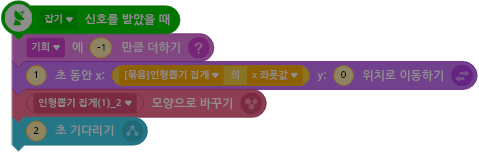 잡기 신호를 받았을 때
기회 에 -1 만큼 더하기 ?
1 초 동안 x: [묶음]인형뽑기 집게 의 x 좌푯값 y: 0 위치로 이동하기
인형뽑기 집게(1)_2 모양으로 바꾸기
2 초 기다리기